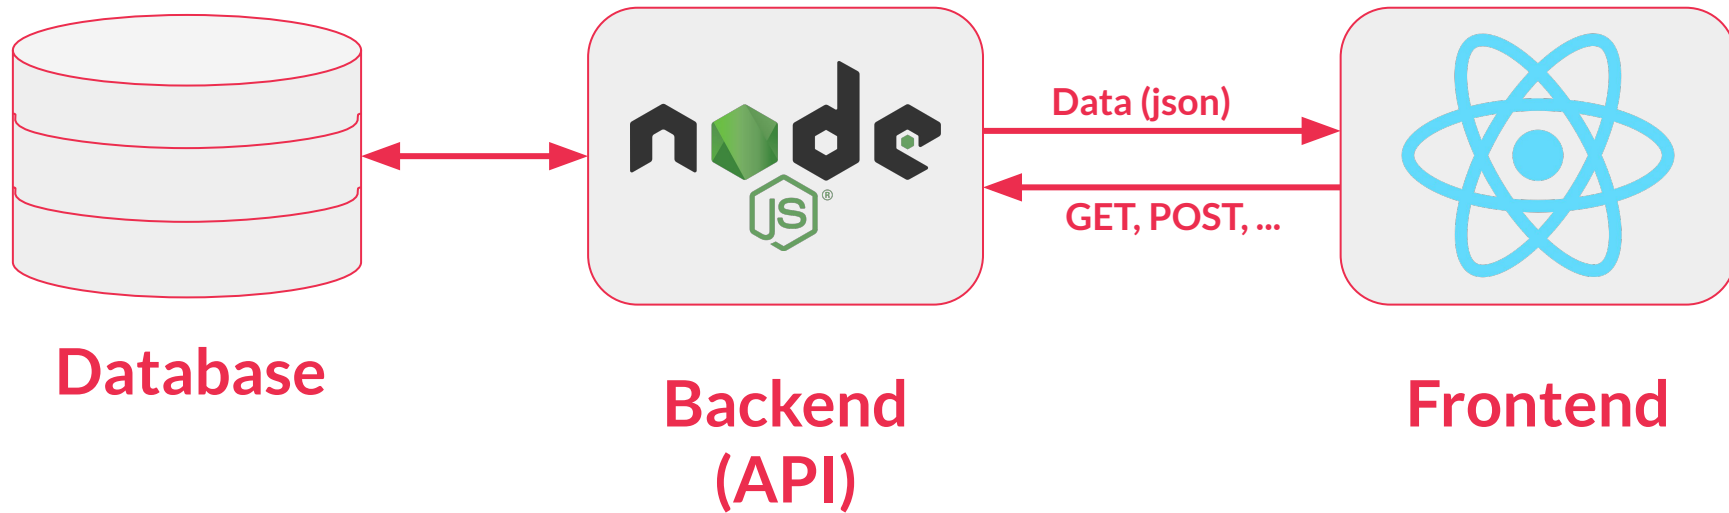 node
JS®
Data (json)
GET, POST, ...
Database
Backend
(API)
Frontend